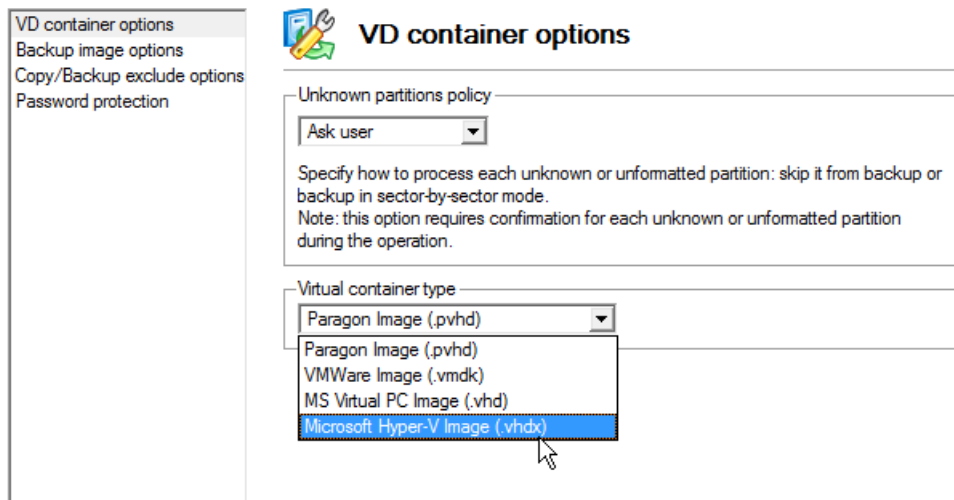 VD container options
Backup image options
Copy/Backup exclude options
Password protection
VD container options
Unknown partitions policy
Ask user
Specify how to process each unknown or unformatted partition: skip it from backup or
backup in sector-by-sector mode.
Note: this option requires confirmation for each unknown or unformatted partition
during the operation.
Virtual container type
Paragon Image (.pvhd)
Paragon Image (.pvhd)
VMWare Image (.vmdk)
MS Virtual PC Image (.vhd)
Microsoft Hyper-V Image (.vhdx)